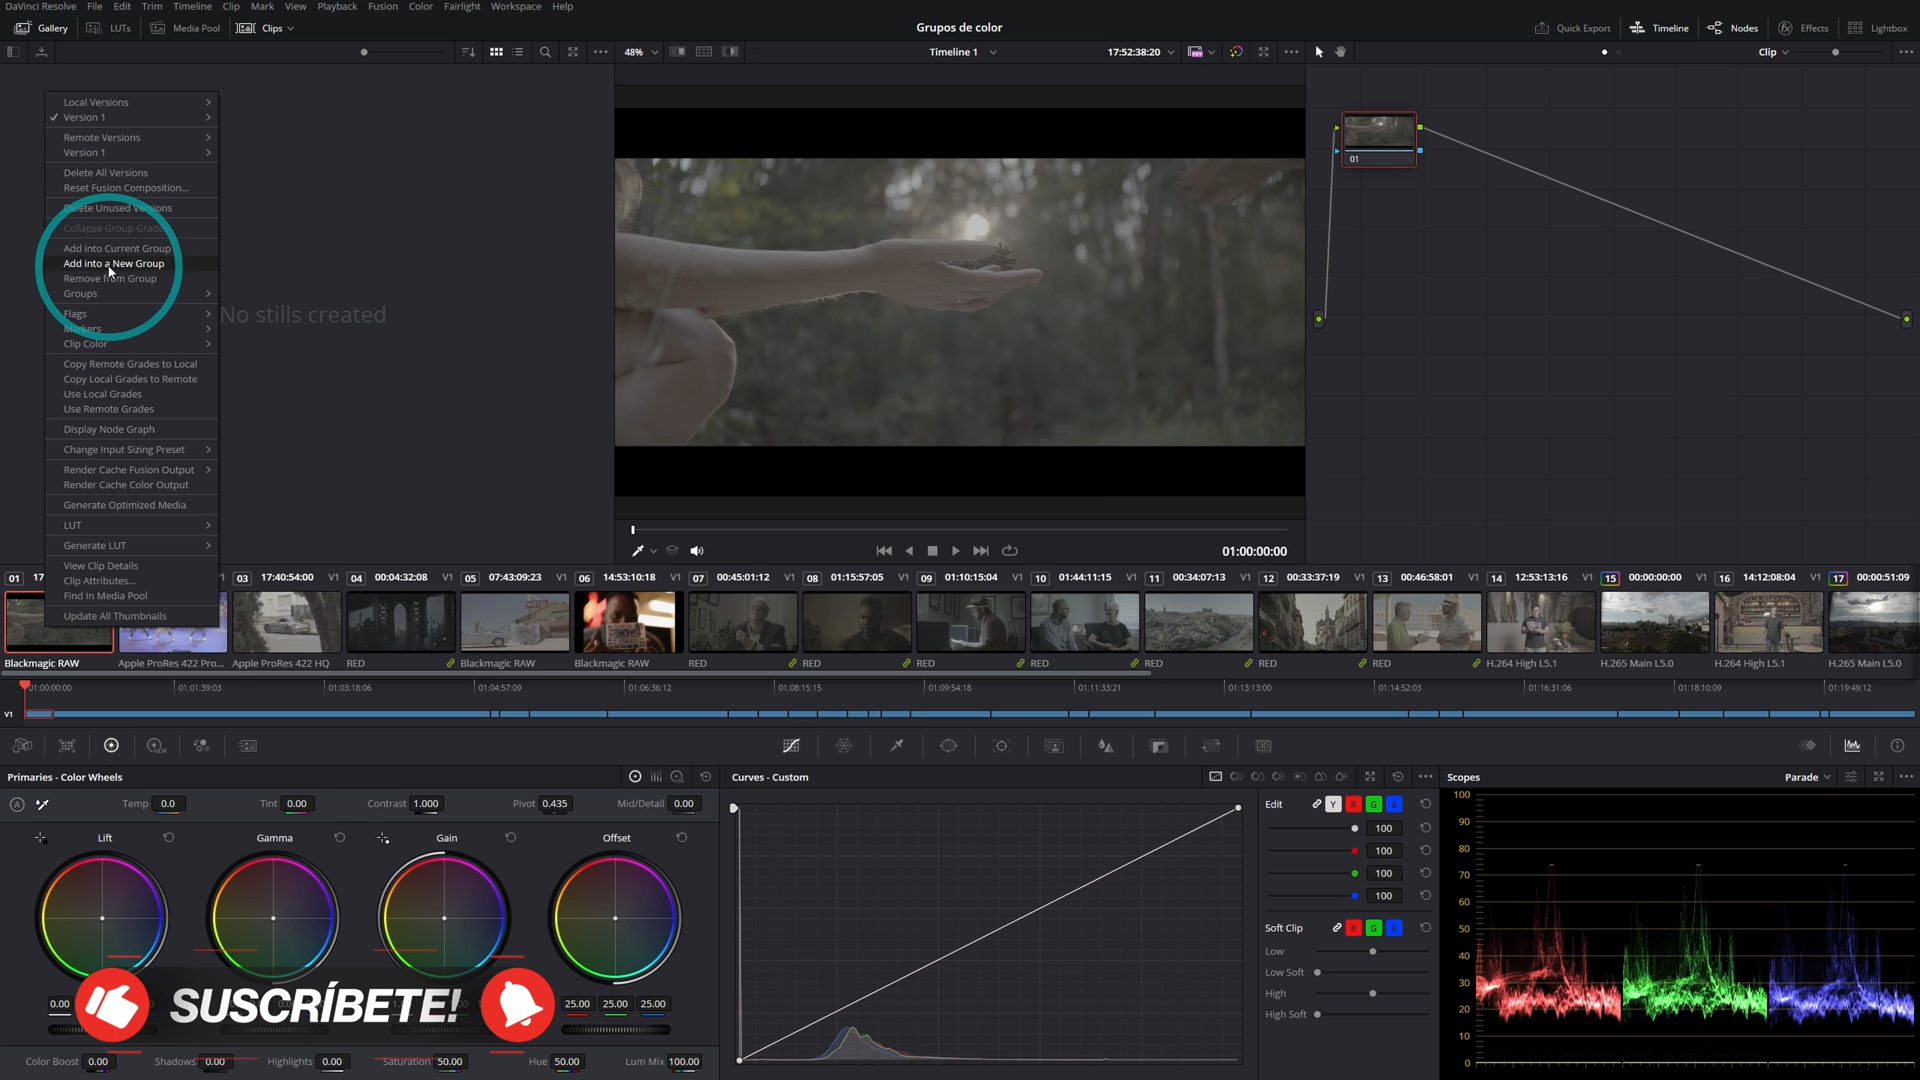 DaVinci Resolve File Edit Trim Timeline Clip Mark View Playback Fusion Color Fairlight Workspace Help
Gallery LUTs Media Pool Clips Grupos de color Quick Export Timeline Nodes Effects Lightbox
48% Timeline 1 17:52:38:20 Clip
Local Versions
Version 1
Remote Versions
Version 1
Delete All Versions
Reset Fusion Composition...
Delete Unused Versions
Collapse Group Grade
Add into Current Group
Add into a New Group
Remove from Group
Groups
Flags
Markers
Clip Color
Copy Remote Grades to Local
Copy Local Grades to Remote
Use Local Grades
Use Remote Grades
Display Node Graph
Change Input Sizing Preset
Render Cache Fusion Output
Render Cache Color Output
Generate Optimized Media
LUT
Generate LUT
View Clip Details
Clip Attributes...
Find In Media Pool
Update All Thumbnails
No stills created
01
01:00:00:00
01 17 V1 03 17:40:54:00 V1 04 00:04:32:08 V1 05 07:43:09:23 V1 06 14:53:10:18 V1 07 00:45:01:12 V1 08 01:15:57:05 V1 09 01:10:15:04 V1 10 01:44:11:15 V1 11 00:34:07:13 V1 12 00:33:37:19 V1 13 00:46:58:01 V1 14 12:53:13:16 V1 15 00:00:00:00 V1 16 14:12:08:04 V1 17 00:00:51:09
MOTEL
Blackmagic RAW Apple ProRes 422 Pro... Apple ProRes 422 HQ RED Blackmagic RAW Blackmagic RAW RED RED RED RED RED RED RED H.264 High L5.1 H.265 Main L5.0 H.264 High L5.1 H.265 Main L5.0
01:00:00:00 01:01:39:03 01:03:18:06 01:04:57:09 01:06:36:12 01:08:15:15 01:09:54:18 01:11:33:21 01:13:13:00 01:14:52:03 01:16:31:06 01:18:10:09 01:19:49:12
V1
HDR
3D
Primaries - Color Wheels
Curves - Custom
Scopes Parade
A Temp 0.0 Tint 0.00 Contrast 1.000 Pivot 0.435 Mid/Detail 0.00
Lift Gamma Gain Offset
0.00 25.00 25.00 25.00
SUSCRÍBETE!
Color Boost 0.00 Shadows 0.00 Highlights 0.00 Saturation 50.00 Hue 50.00 Lum Mix 100.00
Edit Y R G B
100
100
100
100
Soft Clip R G B
Low
Low Soft
High
High Soft
100
90
80
70
60
50
40
30
20
10
0